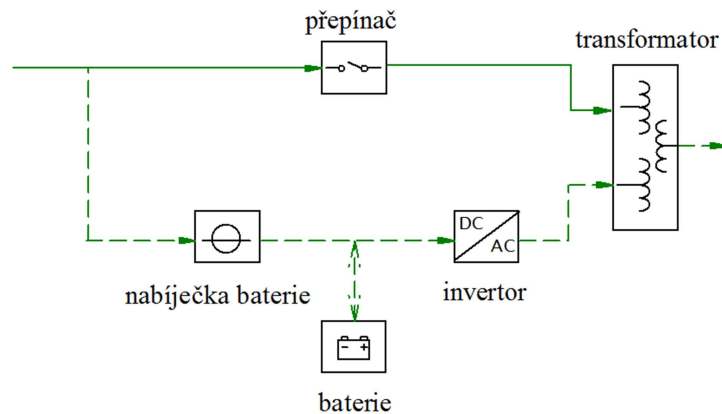 přepínač
transformator
DC
AC
nabíječka baterie
invertor
- +
baterie